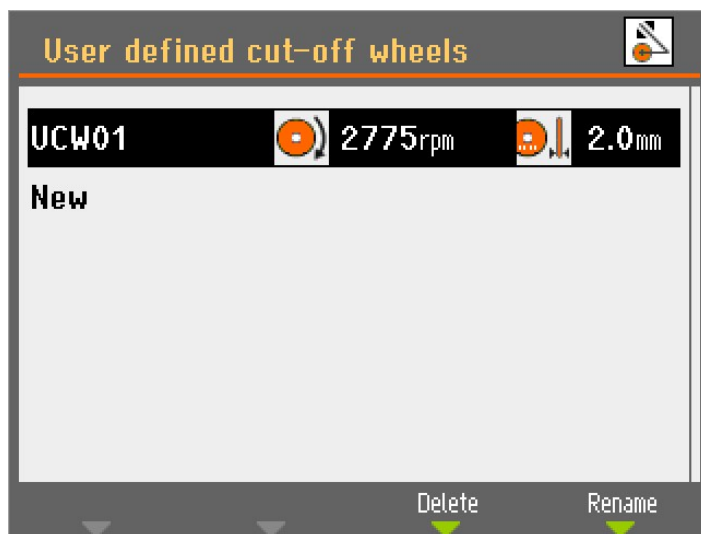 User defined cut-off wheels
UCW01 2775rpm 2.0mm
New
Delete Rename